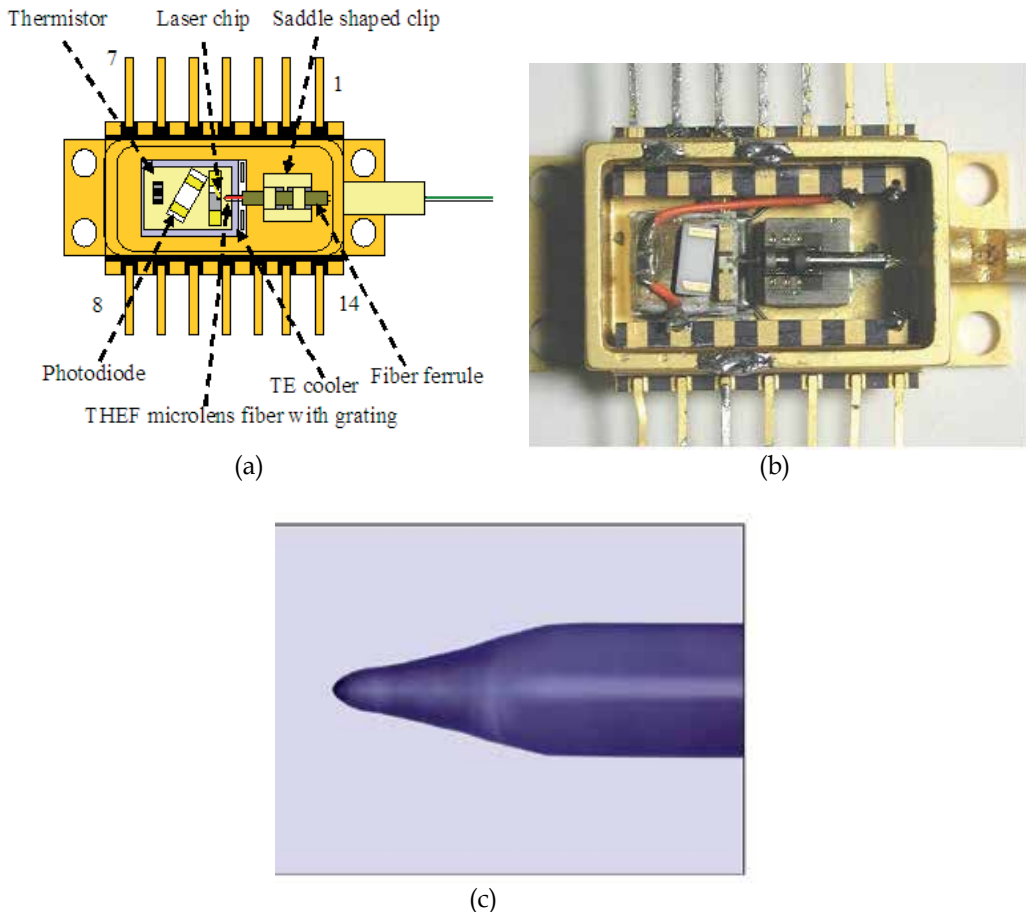 Thermistor Laser chip Saddle shaped clip
7
1
8
14
Photodiode
TE cooler
Fiber ferrule
THEF microlens fiber with grating
(a)
(b)
(c)